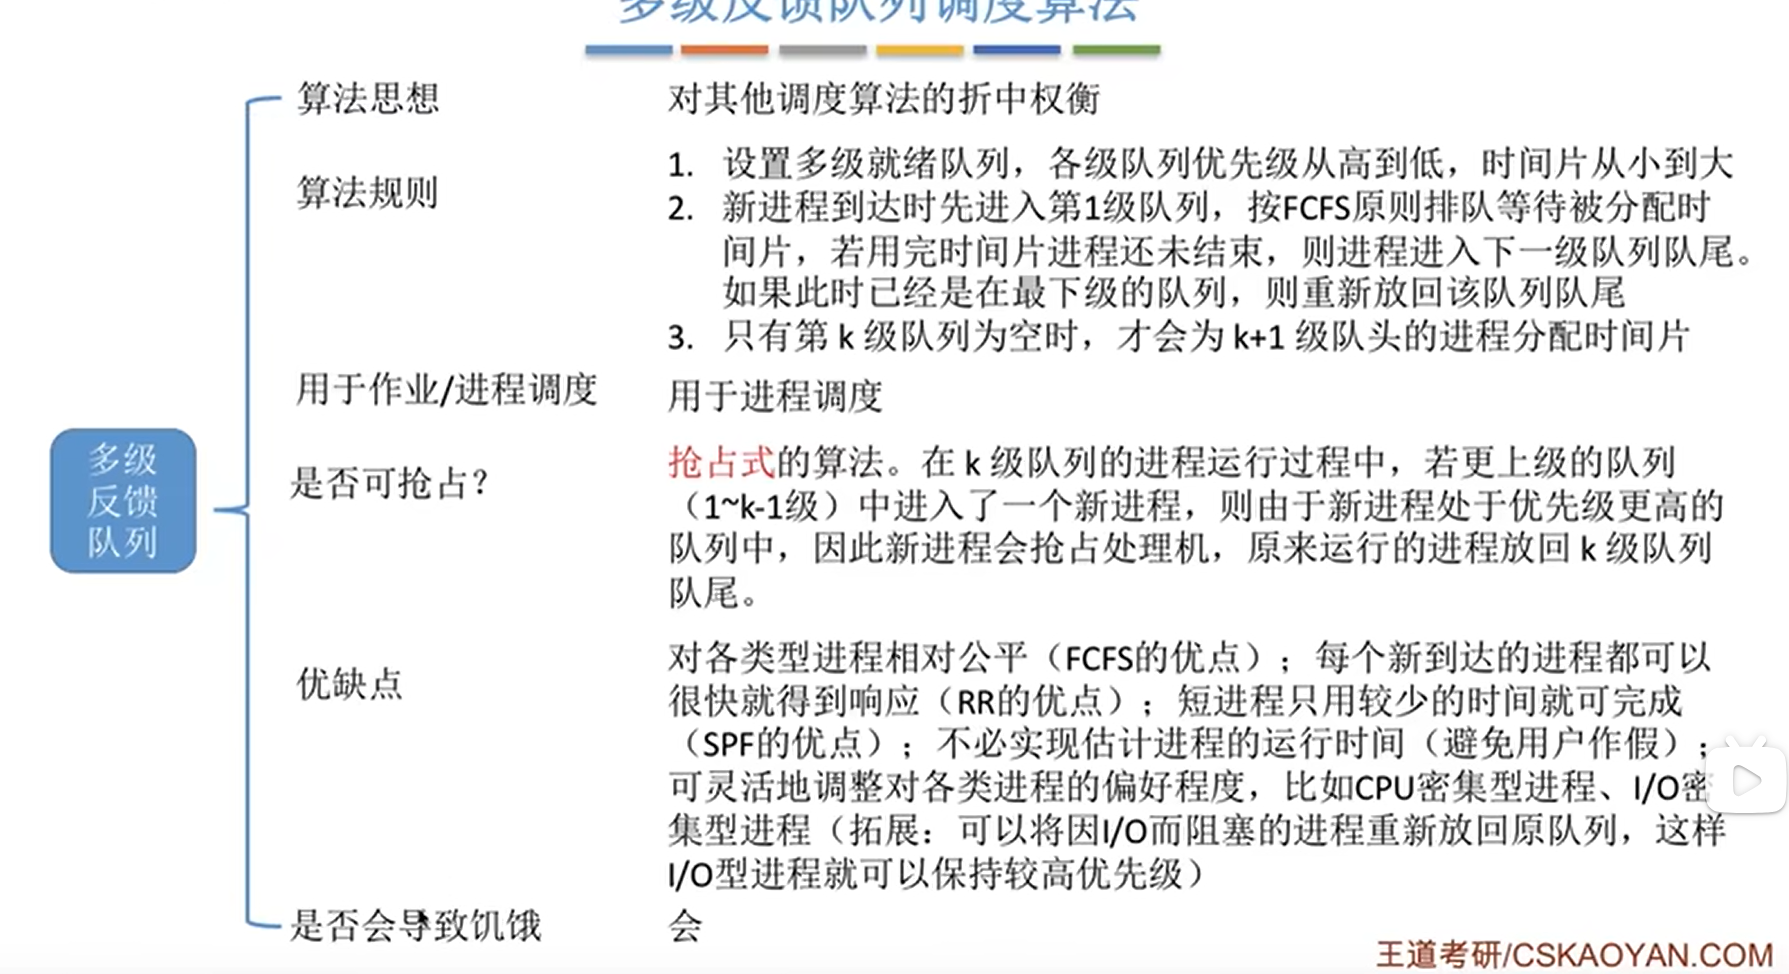 多级反馈队列调度算法
算法思想
对其他调度算法的折中权衡
算法规则
1. 设置多级就绪队列，各级队列优先级从高到低，时间片从小到大
2. 新进程到达时先进入第1级队列，按FCFS原则排队等待被分配时
间片，若用完时间片进程还未结束，则进程进入下一级队列队尾。
如果此时已经是在最下级的队列，则重新放回该队列队尾
3. 只有第 k 级队列为空时，才会为 k+1 级队头的进程分配时间片
用于作业/进程调度
用于进程调度
多级
反馈
队列
是否可抢占？
抢占式的算法。在 k 级队列的进程运行过程中，若更上级的队列
（1~k-1级）中进入了一个新进程，则由于新进程处于优先级更高的
队列中，因此新进程会抢占处理机，原来运行的进程放回 k 级队列
队尾。
优缺点
对各类型进程相对公平（FCFS的优点）；每个新到达的进程都可以
很快就得到响应（RR的优点）；短进程只用较少的时间就可完成
（SPF的优点）；不必实现估计进程的运行时间（避免用户作假）；
可灵活地调整对各类进程的偏好程度，比如CPU密集型进程、I/O密
集型进程（拓展：可以将因I/O而阻塞的进程重新放回原队列，这样
I/O型进程就可以保持较高优先级）
是否会导致饥饿
会
王道考研/CSKAOYAN.COM